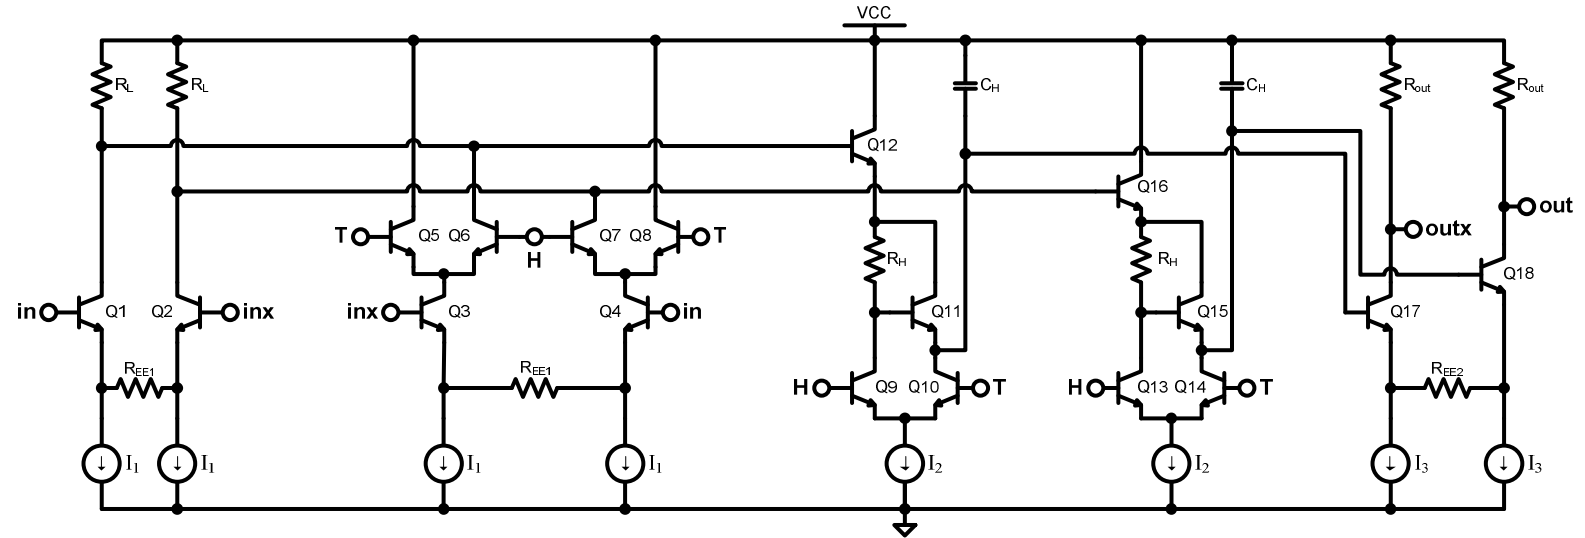 VCC
RL RL CH CH Rout Rout
Q12
Q16
out
T Q5 Q6 Q7 Q8 T outx
H RH RH
Q18
in Q1 Q2 inx inx Q3 Q4 in Q11 Q15 Q17
REE1 REE1 REE2
H Q9 Q10 T H Q13 Q14 T
I1 I1 I1 I1 I2 I2 I3 I3